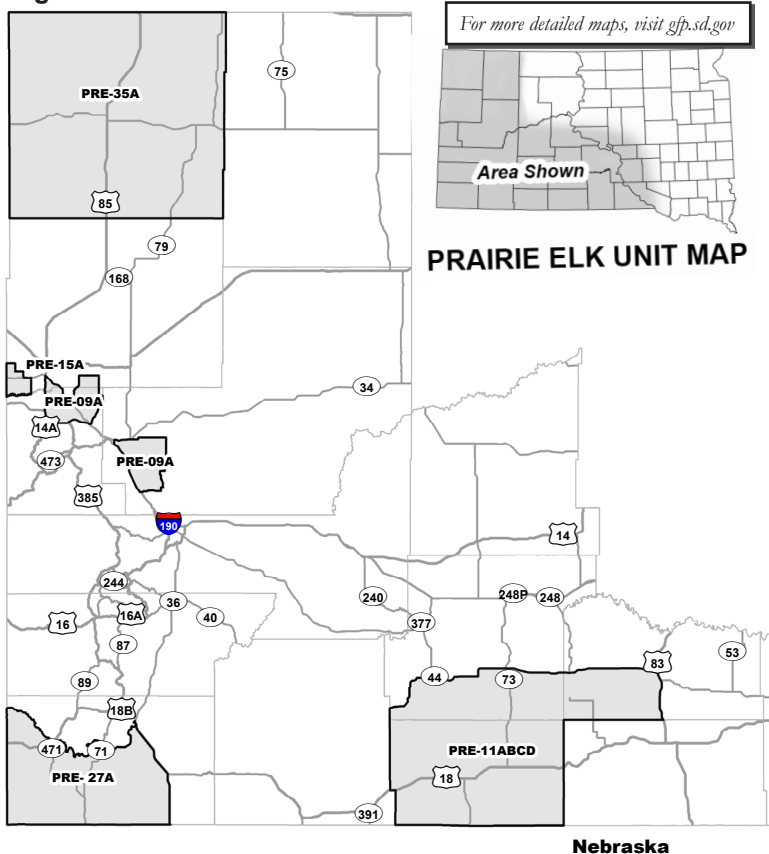 For more detailed maps, visit gfp.sd.gov
Area Shown
PRAIRIE ELK UNIT MAP
75
PRE-35A
85
79
168
PRE-15A
PRE-09A
34
14A
PRE-09A
473
385
190
14
244
240
248P
248
36
16A
40
16
377
87
53
83
44
73
89
18B
471
71
PRE-11ABCD
PRE- 27A
18
391
Nebraska